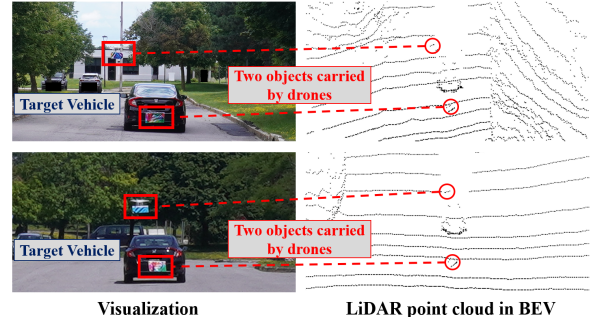 Two objects carried
by drones
Target Vehicle
Two objects carried
by drones
Target Vehicle
Visualization
LiDAR point cloud in BEV